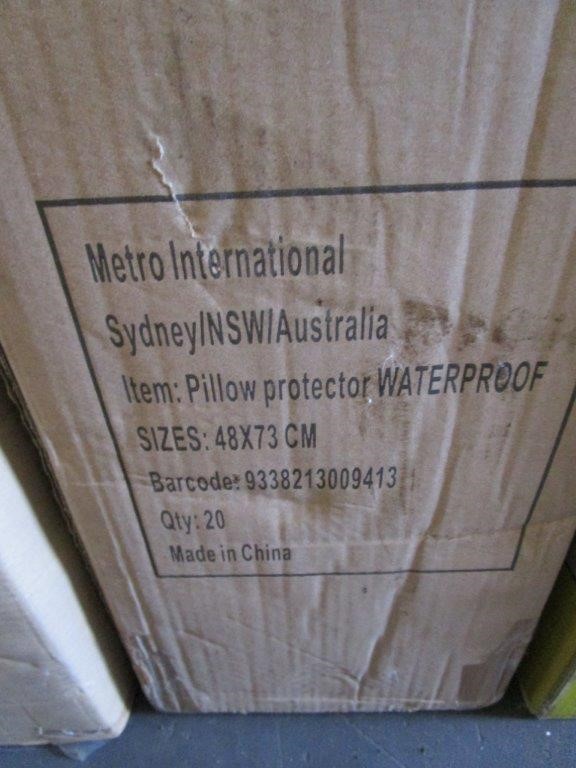 Metro International
Sydney/NSW/Australia
Item: Pillow protector WATERPROOF
SIZES: 48X73 CM
Barcode: 9338213009413
Qty: 20
Made in China